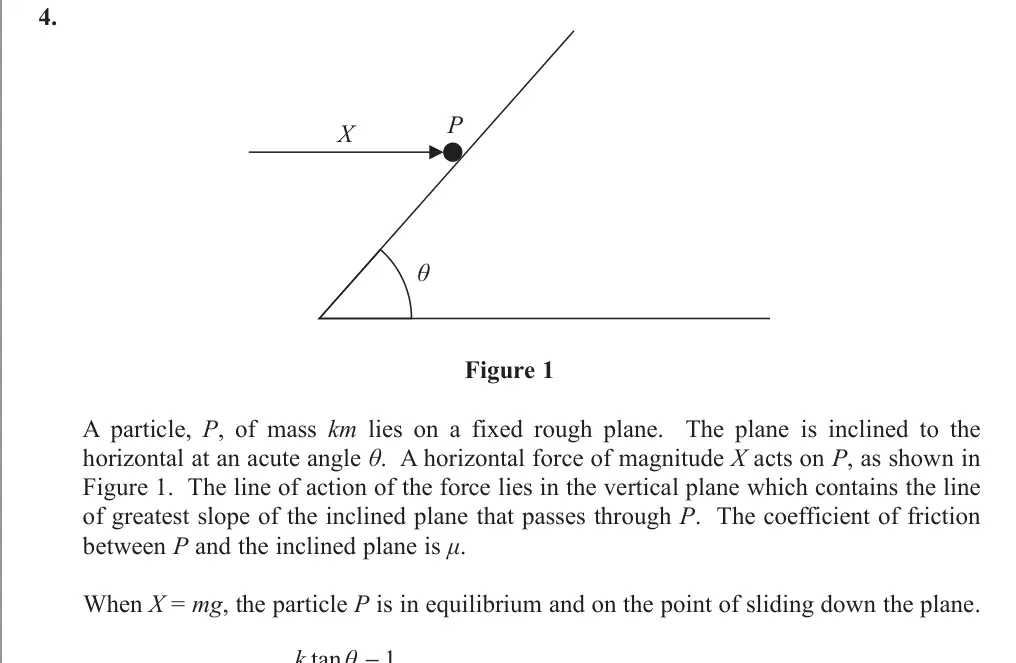 4.
P
X
θ
Figure 1
A particle, P, of mass km lies on a fixed rough plane. The plane is inclined to the
horizontal at an acute angle θ. A horizontal force of magnitude X acts on P, as shown in
Figure 1. The line of action of the force lies in the vertical plane which contains the line
of greatest slope of the inclined plane that passes through P. The coefficient of friction
between P and the inclined plane is μ.
When X = mg, the particle P is in equilibrium and on the point of sliding down the plane.
k tan θ − 1